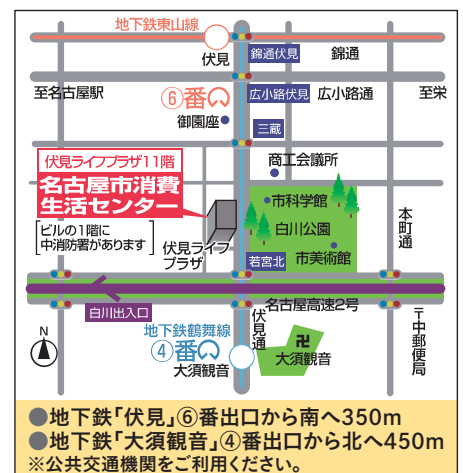 地下鉄東山線
伏見
錦通伏見
錦通
至名古屋駅
⑥番
広小路伏見
広小路通
至栄
御園座
三蔵
伏見ライフプラザ11階
名古屋市消費
生活センター
ビルの1階に
中消防署があります
商工会議所
市科学館
白川公園
市美術館
本町通
伏見ライフ
プラザ
若宮北
白川出入口
名古屋高速2号
伏見通
〒中郵便局
N
地下鉄鶴舞線
④番
大須観音
卍
大須観音
●地下鉄「伏見」⑥番出口から南へ350m
●地下鉄「大須観音」④番出口から北へ450m
※公共交通機関をご利用ください。